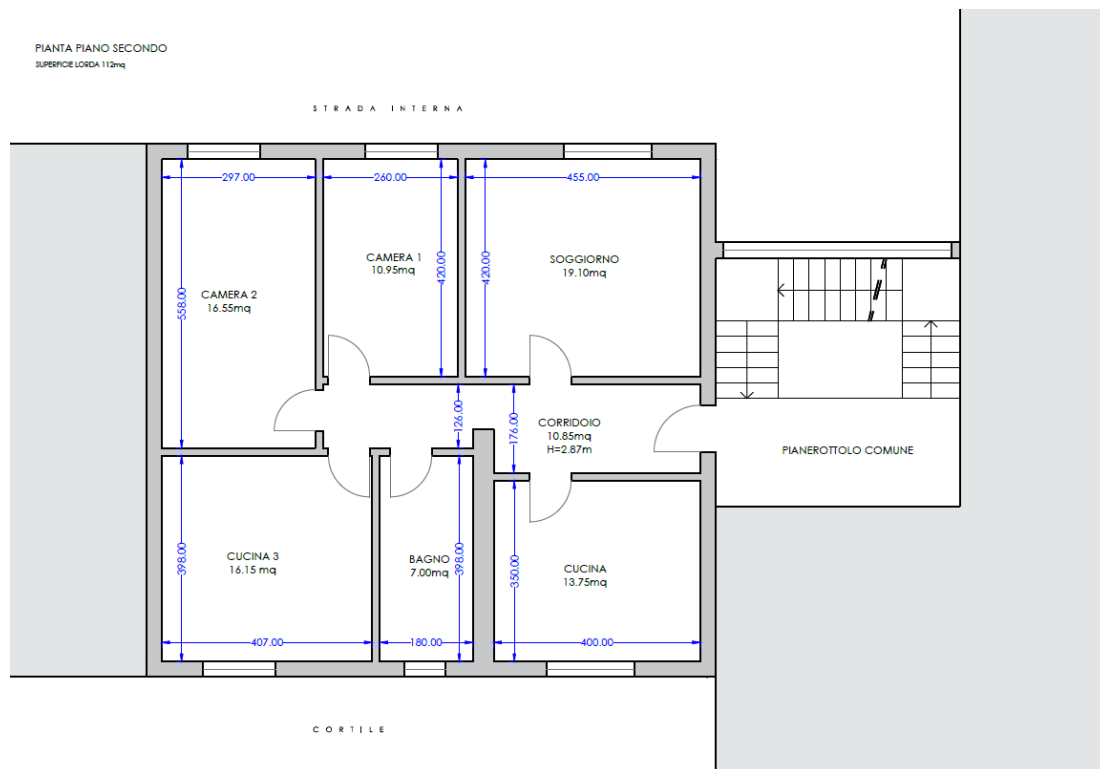 PIANTA PIANO SECONDO
SUPERFICIE LORDA 112mq
STRADA INTERNA
297.00
260.00
455.00
CAMERA 1
10.95mq
420.00
420.00
SOGGIORNO
19.10mq
CAMERA 2
16.55mq
558.00
126.00
176.00
CORRIDOIO
10.85mq
H=2.87m
PIANEROTTOLO COMUNE
CUCINA 3
16.15 mq
398.00
BAGNO
7.00mq
398.00
350.00
CUCINA
13.75mq
407.00
180.00
400.00
CORTILE